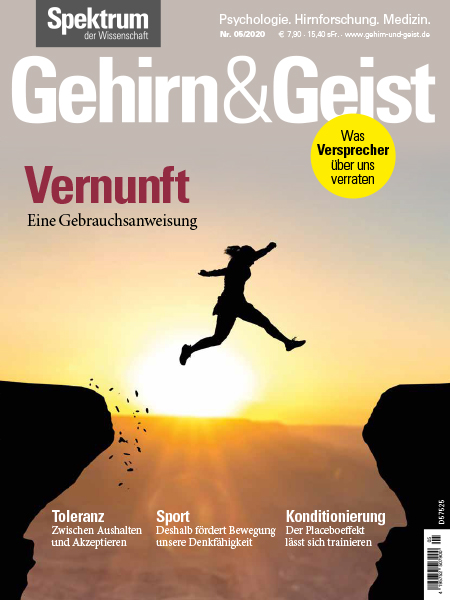 Spektrum
der Wissenschaft
Psychologie. Hirnforschung. Medizin.
Nr. 05/2020 € 7,90 · 15,40 sFr. · www.gehirn-und-geist.de
Gehirn&Geist
Was
Versprecher
über uns
verraten
Vernunft
Eine Gebrauchsanweisung
Toleranz
Zwischen Aushalten
und Akzeptieren
Sport
Deshalb fördert Bewegung
unsere Denkfähigkeit
Konditionierung
Der Placeboeffekt
lässt sich trainieren
D57525